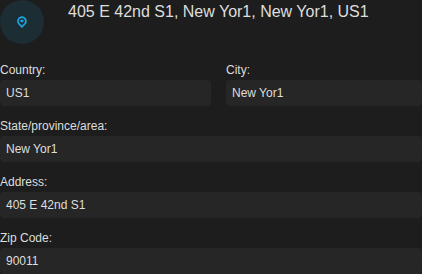 405 E 42nd S1, New Yor1, New Yor1, US1
Country:
City:
US1
New Yor1
State/province/area:
New Yor1
Address:
405 E 42nd S1
Zip Code:
90011